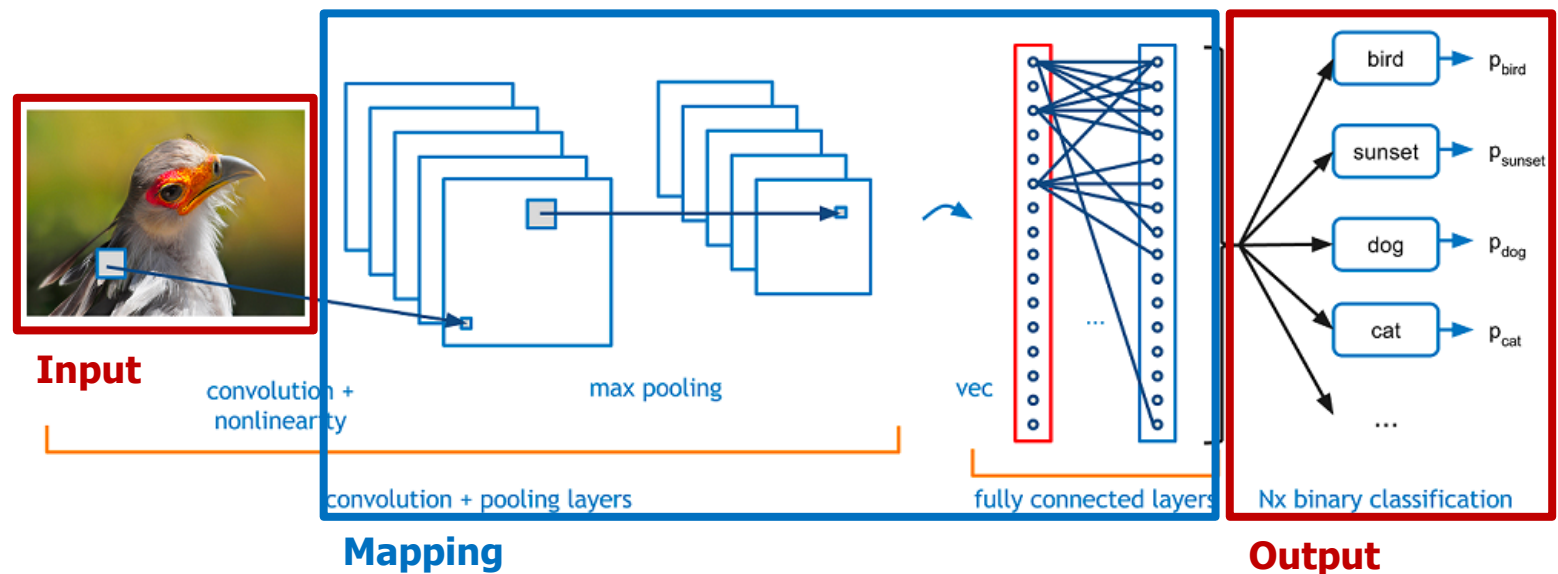 Input
convolution +
nonlinearity
max pooling
convolution + pooling layers
vec
...
fully connected layers
bird
p_bird
sunset
p_sunset
dog
p_dog
cat
p_cat
...
Nx binary classification
Mapping
Output